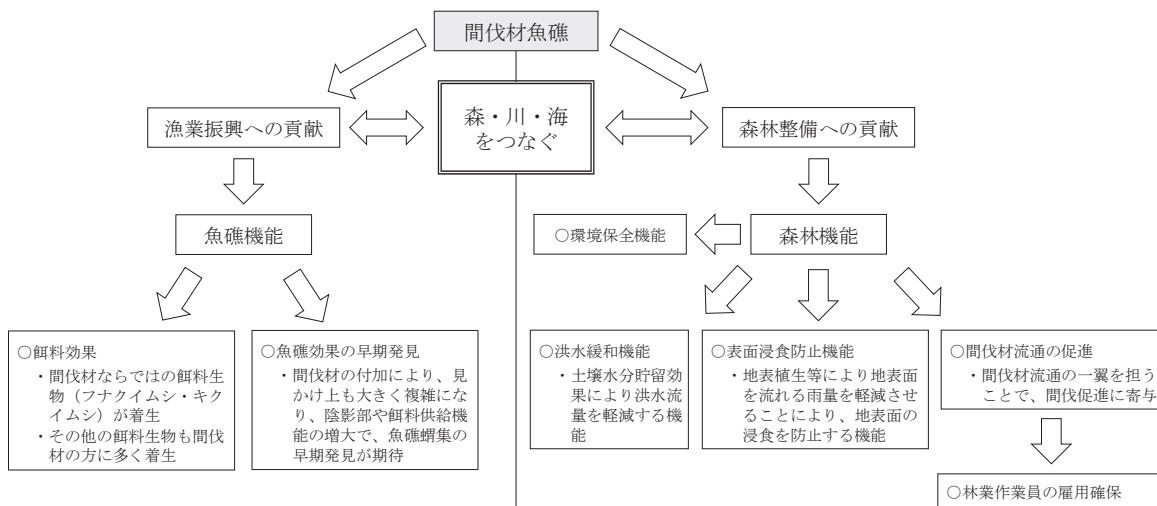 間伐材魚礁
森・川・海
をつなぐ
漁業振興への貢献
森林整備への貢献
魚礁機能
○環境保全機能
森林機能
○餌料効果
・間伐材ならではの餌料生
物（フナクイムシ・キク
イムシ）が着生
・その他の餌料生物も間伐
材の方に多く着生
○魚礁効果の早期発見
・間伐材の付加により、見
かけ上も大きく複雑にな
り、陰影部や餌料供給機
能の増大で、魚礁蝟集の
早期発見が期待
○洪水緩和機能
・土壌水分貯留効
果により洪水流
量を軽減する機
能
○表面浸食防止機能
・地表植生等により地表面
を流れる雨量を軽減させ
ることにより、地表面の
浸食を防止する機能
○間伐材流通の促進
・間伐材流通の一翼を担う
ことで、間伐促進に寄与
○林業作業員の雇用確保